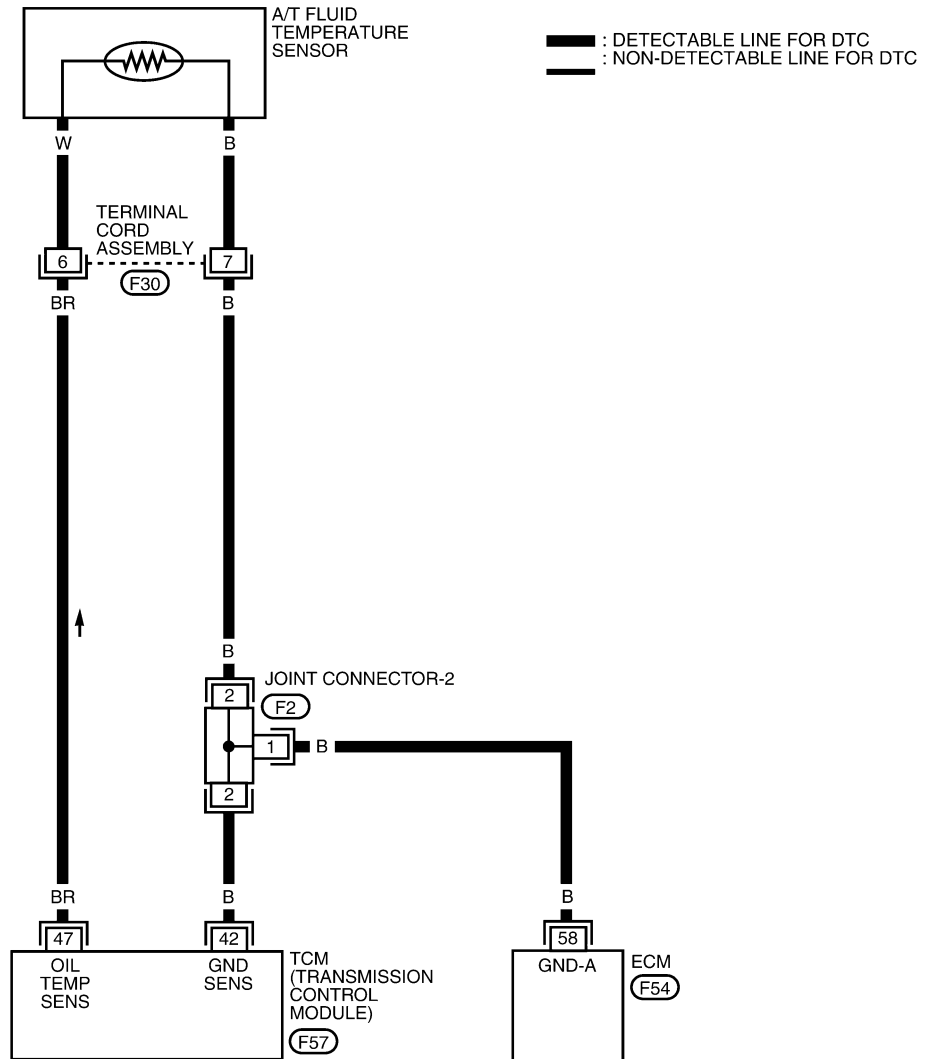 A/T FLUID
TEMPERATURE
SENSOR
: DETECTABLE LINE FOR DTC
: NON-DETECTABLE LINE FOR DTC
W
B
TERMINAL
CORD
ASSEMBLY
6
7
F30
BR
B
B
JOINT CONNECTOR-2
2
F2
1
B
2
BR
B
B
47
42
58
OIL
TEMP
SENS
GND
SENS
TCM
(TRANSMISSION
CONTROL
MODULE)
F57
GND-A
ECM
F54